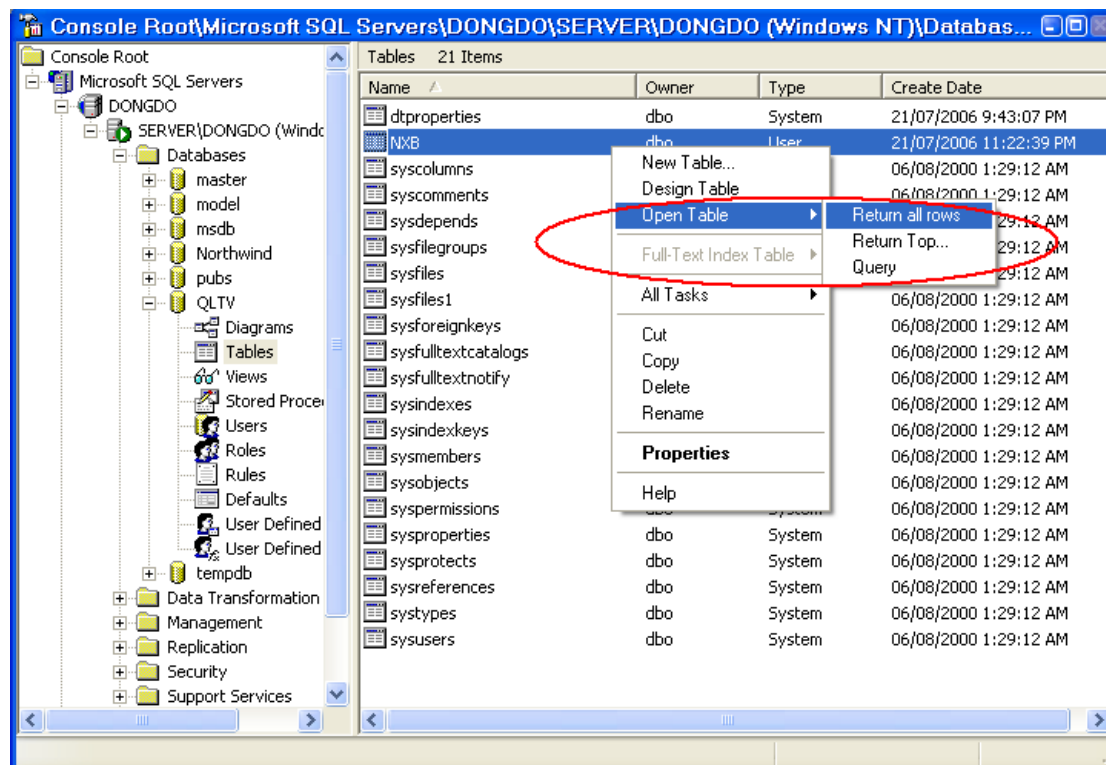 Console Root\Microsoft SQL Servers\DONGDO\SERVER\DONGDO (Windows NT)\Databas...
Console Root
Microsoft SQL Servers
DONGDO
SERVER\DONGDO (Windc
Databases
master
model
msdb
Northwind
pubs
QLTV
Diagrams
Tables
Views
Stored Proce
Users
Roles
Rules
Defaults
User Defined
User Defined
tempdb
Data Transformation
Management
Replication
Security
Support Services
Tables 21 Items
Name Owner Type Create Date
dtproperties dbo System 21/07/2006 9:43:07 PM
NXB dbo User 21/07/2006 11:22:39 PM
syscolumns 06/08/2000 1:29:12 AM
syscomments 06/08/2000 1:29:12 AM
sysdepends 29:12 AM
sysfilegroups 29:12 AM
sysfiles 29:12 AM
sysfiles1 06/08/2000 1:29:12 AM
sysforeignkeys 06/08/2000 1:29:12 AM
sysfulltextcatalogs 06/08/2000 1:29:12 AM
sysfulltextnotify 06/08/2000 1:29:12 AM
sysindexes 06/08/2000 1:29:12 AM
sysindexkeys 06/08/2000 1:29:12 AM
sysmembers 06/08/2000 1:29:12 AM
sysobjects 06/08/2000 1:29:12 AM
syspermissions dbo System 06/08/2000 1:29:12 AM
sysproperties dbo System 06/08/2000 1:29:12 AM
sysprotects dbo System 06/08/2000 1:29:12 AM
sysreferences dbo System 06/08/2000 1:29:12 AM
systypes dbo System 06/08/2000 1:29:12 AM
sysusers dbo System 06/08/2000 1:29:12 AM
New Table...
Design Table
Open Table
Full-Text Index Table
All Tasks
Cut
Copy
Delete
Rename
Properties
Help
Return all rows
Return Top...
Query